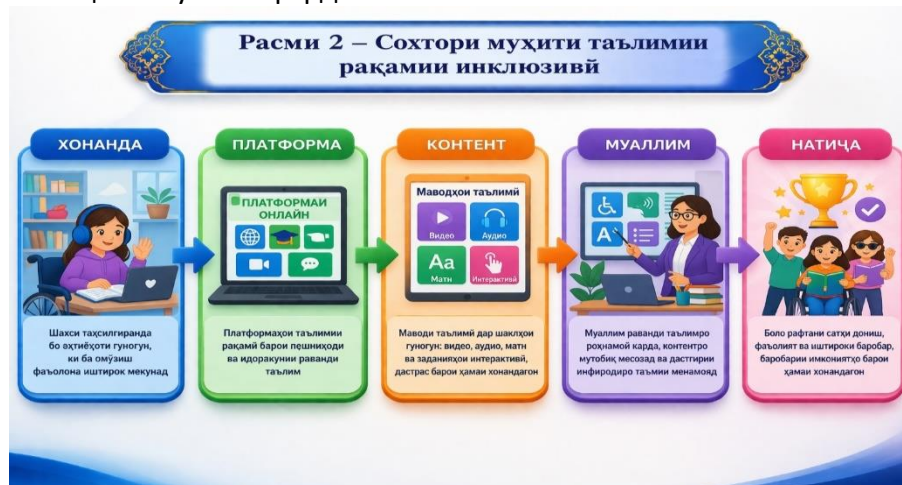 Расми 2 – Сохтори муҳити таълимии
рақамии инклюзивӣ
ХОНАНДА
ПЛАТФОРМА
КОНТЕНТ
МУАЛЛИМ
НАТИҶА
ПЛАТФОРМАИ
ОНЛАЙН
Маводҳои таълимӣ
Видео
Аудио
Aa
Матн
Интерактивӣ
A
Шахси таҳсилгиранда
бо эҳтиёҷоти гуногун,
ки ба омӯзиш
фаъолона иштирок мекунад
Платформаҳои таълимии
рақамӣ барои пешниҳоди
ва идоракунии раванди
таълим
Маводи таълимӣ дар шаклҳои
гуногун: видео, аудио, матн
ва заданияҳои интерактивӣ,
дастрас барои ҳамаи хонандагон
Муаллим раванди таълимро
роҳнамоӣ карда, контентро
мутобиқ месозад ва дастгирии
инфиродиро таъмии менамояд
Боло рафтани сатҳи дониш,
фаъолият ва иштироки баробар,
баробарии имкониятҳо барои
ҳамаи хонандагон